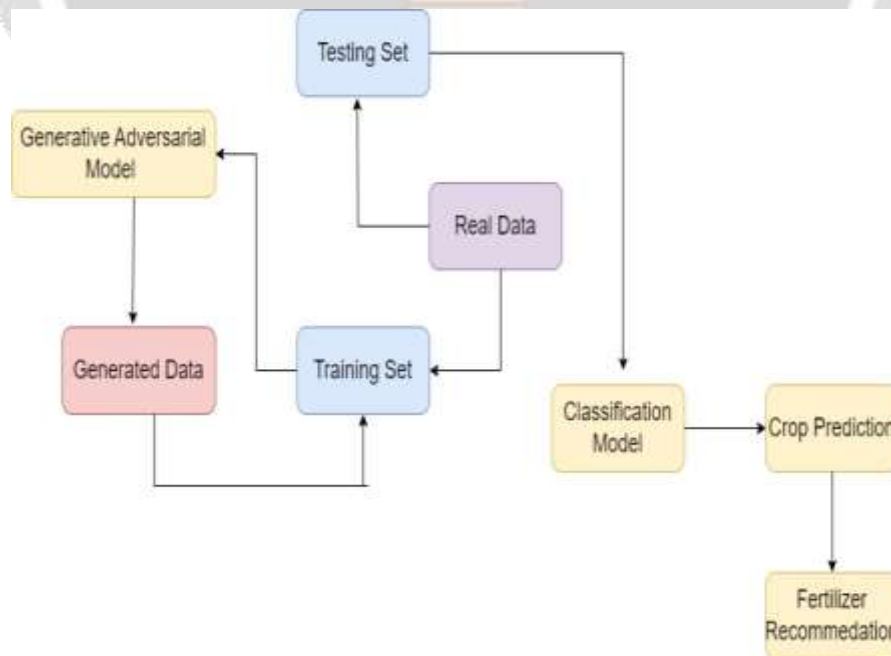 Testing Set
Generative Adversarial
Model
Real Data
Generated Data
Training Set
Classification
Model
Crop Prediction
Fertilizer
Recommedation